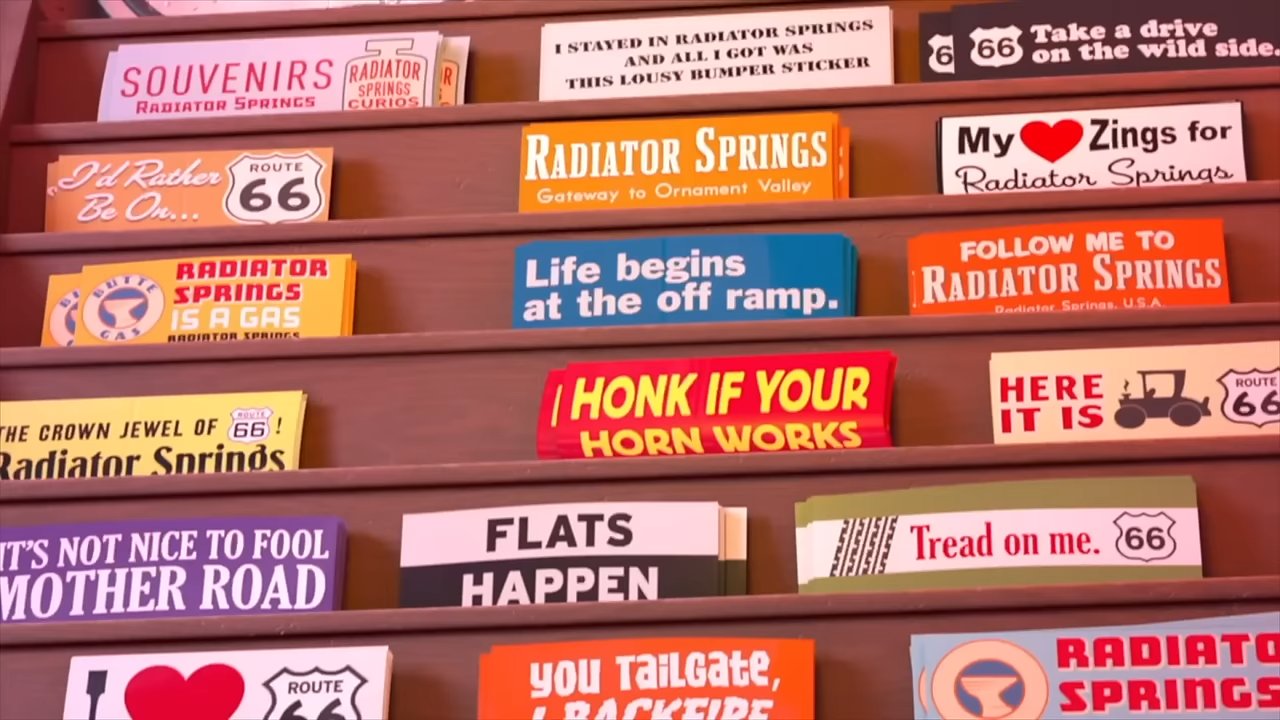 SOUVENIRS
RADIATOR SPRINGS
RADIATOR
SPRINGS
CURIOS
I STAYED IN RADIATOR SPRINGS
AND ALL I GOT WAS
THIS LOUSY BUMPER STICKER
6
66
Take a drive
on the wild side.
I'd Rather
Be On...
ROUTE
66
RADIATOR SPRINGS
Gateway to Ornament Valley
My Zings for
Radiator Springs
BUTTE
GAS
RADIATOR
SPRINGS
IS A GAS
RADIATOR SPRINGS
Life begins
at the off ramp.
FOLLOW ME TO
RADIATOR SPRINGS
Radiator Springs, U.S.A.
THE CROWN JEWEL OF ROUTE 66!
Radiator Springs
HONK IF YOUR
HORN WORKS
HERE
IT IS
ROUTE
66
IT'S NOT NICE TO FOOL
MOTHER ROAD
FLATS
HAPPEN
Tread on me.
66
ROUTE
66
YOU TAILGATE,
I BACKFIRE
RADIATO
SPRINGS